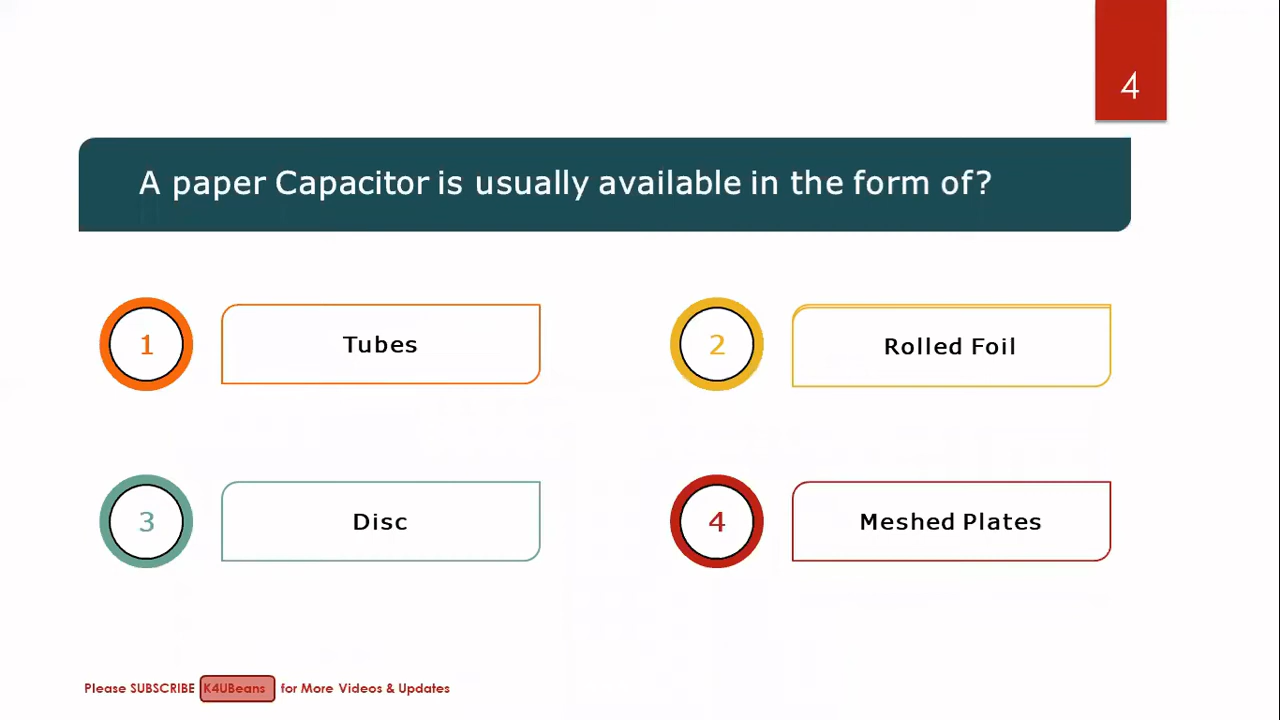 4
A paper Capacitor is usually available in the form of?
1
Tubes
2
Rolled Foil
3
Disc
4
Meshed Plates
Please SUBSCRIBE K4UBeans for More Videos & Updates